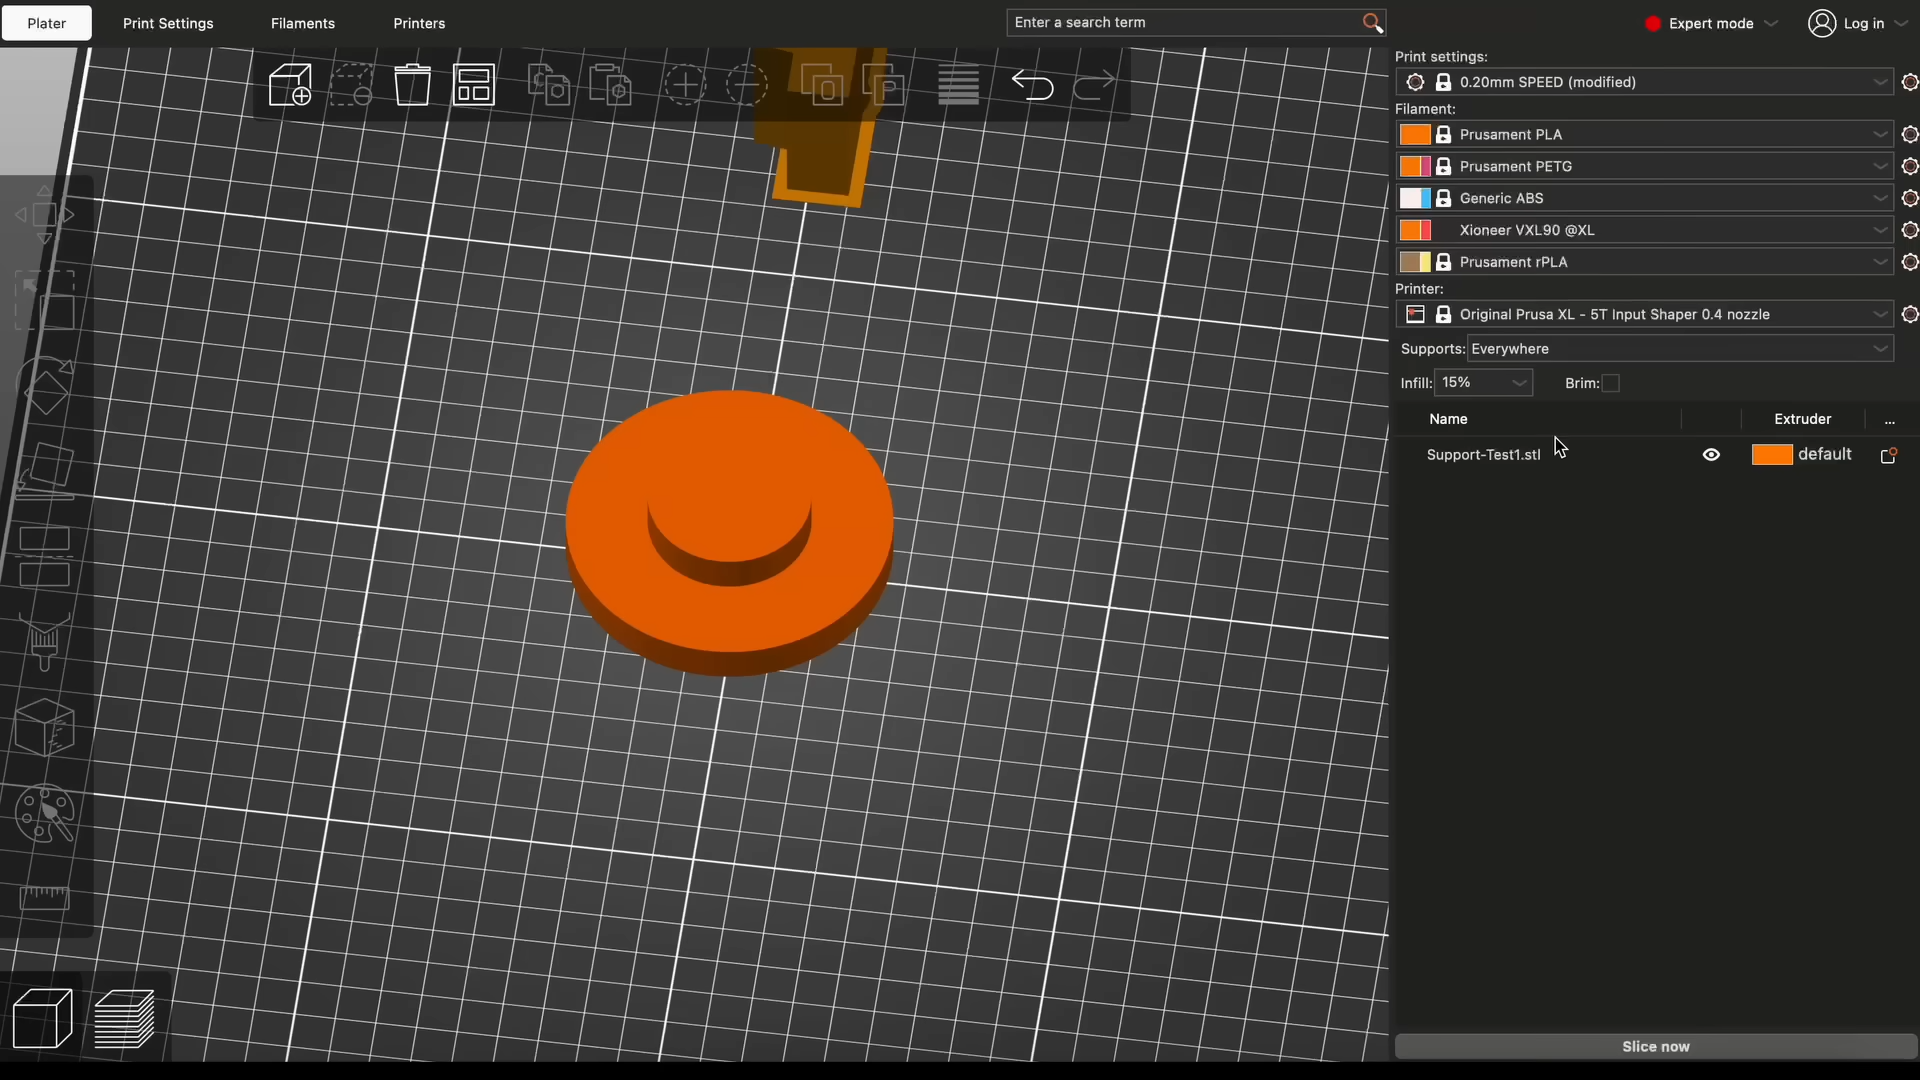 Plater
Print Settings
Filaments
Printers
Enter a search term
Expert mode
Log in
Print settings:
0.20mm SPEED (modified)
Filament:
Prusament PLA
Prusament PETG
Generic ABS
Xioneer VXL90 @XL
Prusament rPLA
Printer:
Original Prusa XL - 5T Input Shaper 0.4 nozzle
Supports: Everywhere
Infill: 15%
Brim:
Name
Extruder
...
Support-Test1.stl
default
Slice now